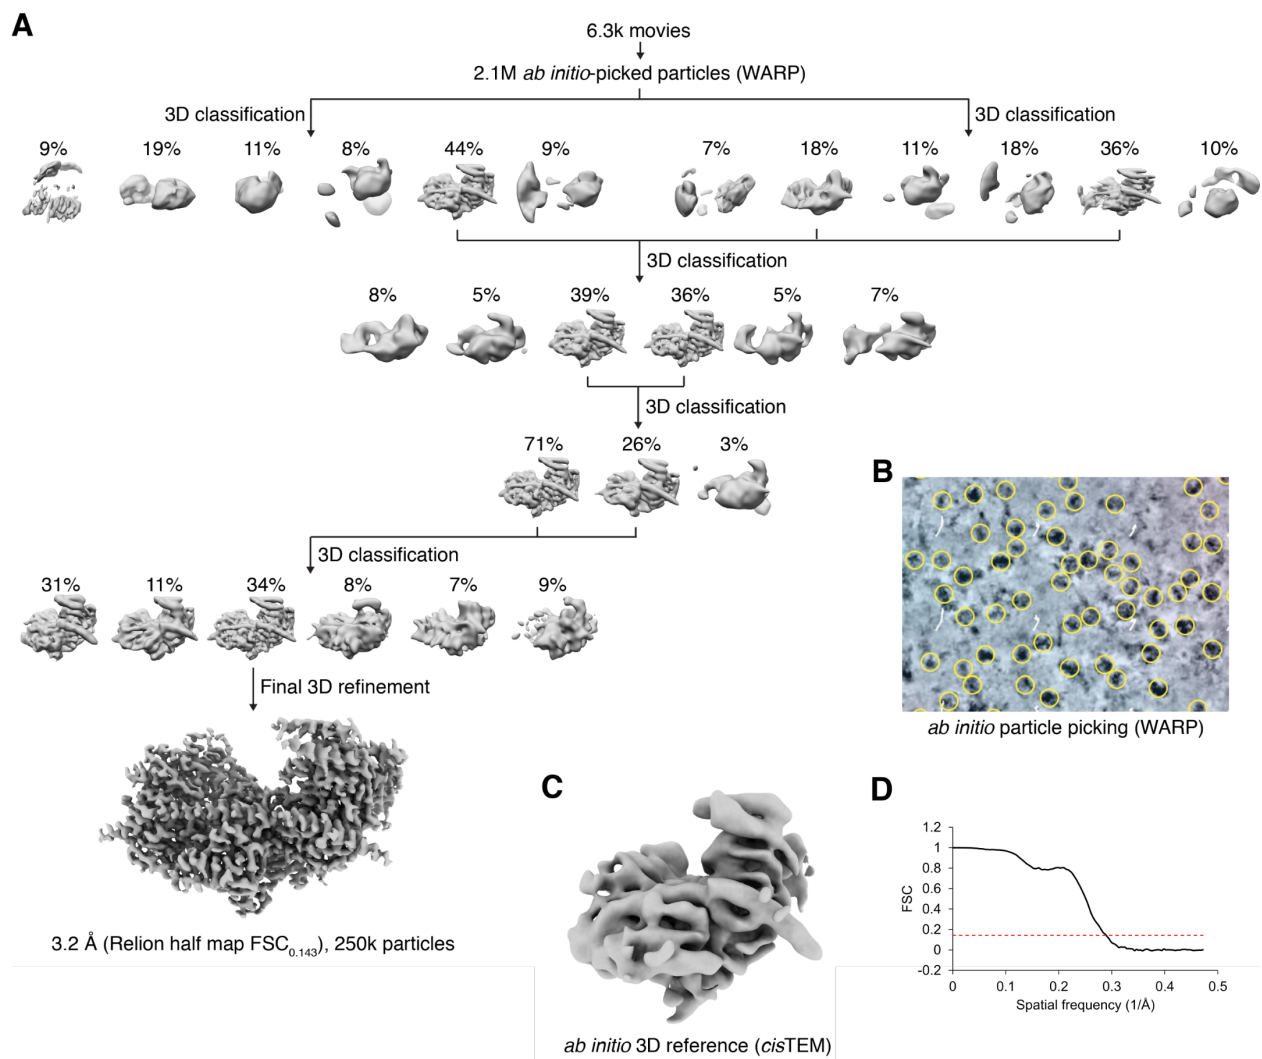 A
6.3k movies
2.1M ab initio-picked particles (WARP)
3D classification
3D classification
9% 19% 11% 8% 44% 9% 7% 18% 11% 18% 36% 10%
3D classification
8% 5% 39% 36% 5% 7%
3D classification
71% 26% 3%
3D classification
31% 11% 34% 8% 7% 9%
Final 3D refinement
3.2 Å (Relion half map FSC0.143), 250k particles
B
ab initio particle picking (WARP)
C
ab initio 3D reference (cisTEM)
D
1.2
1
0.8
0.6
0.4
0.2
0
-0.2
FSC
0 0.1 0.2 0.3 0.4 0.5
Spatial frequency (1/Å)